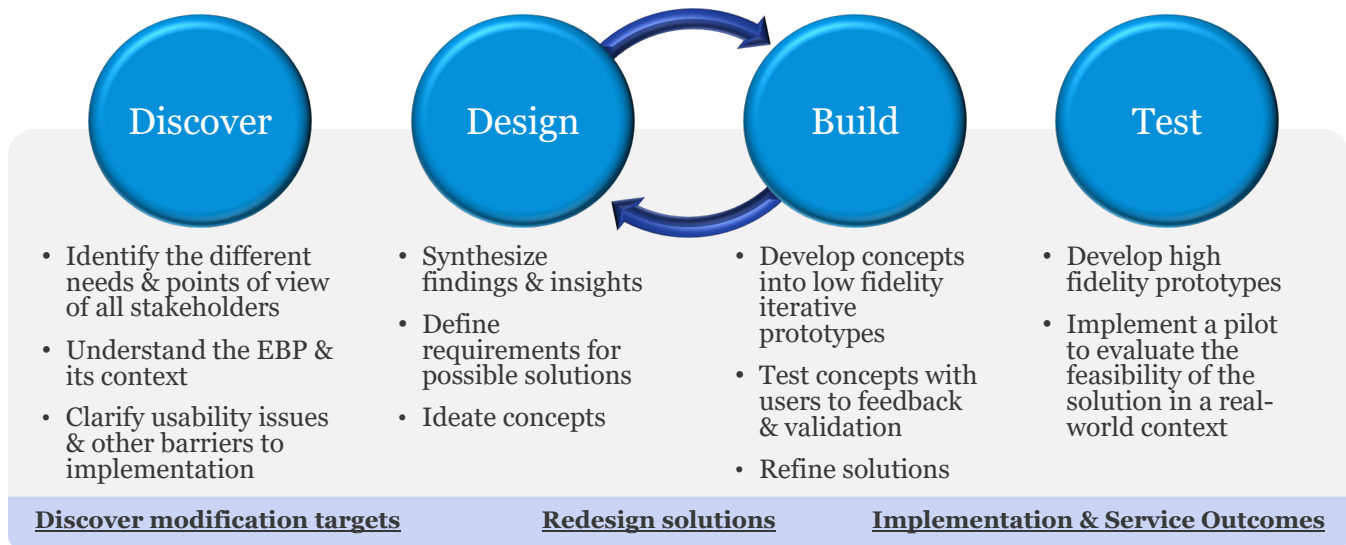 Discover
Design
Build
Test
• Identify the different
needs & points of view
of all stakeholders
• Understand the EBP &
its context
• Clarify usability issues
& other barriers to
implementation
• Synthesize
findings & insights
• Define
requirements for
possible solutions
• Ideate concepts
• Develop concepts
into low fidelity
iterative
prototypes
• Test concepts with
users to feedback
& validation
• Refine solutions
• Develop high
fidelity prototypes
• Implement a pilot
to evaluate the
feasibility of the
solution in a real-
world context
Discover modification targets
Redesign solutions
Implementation & Service Outcomes